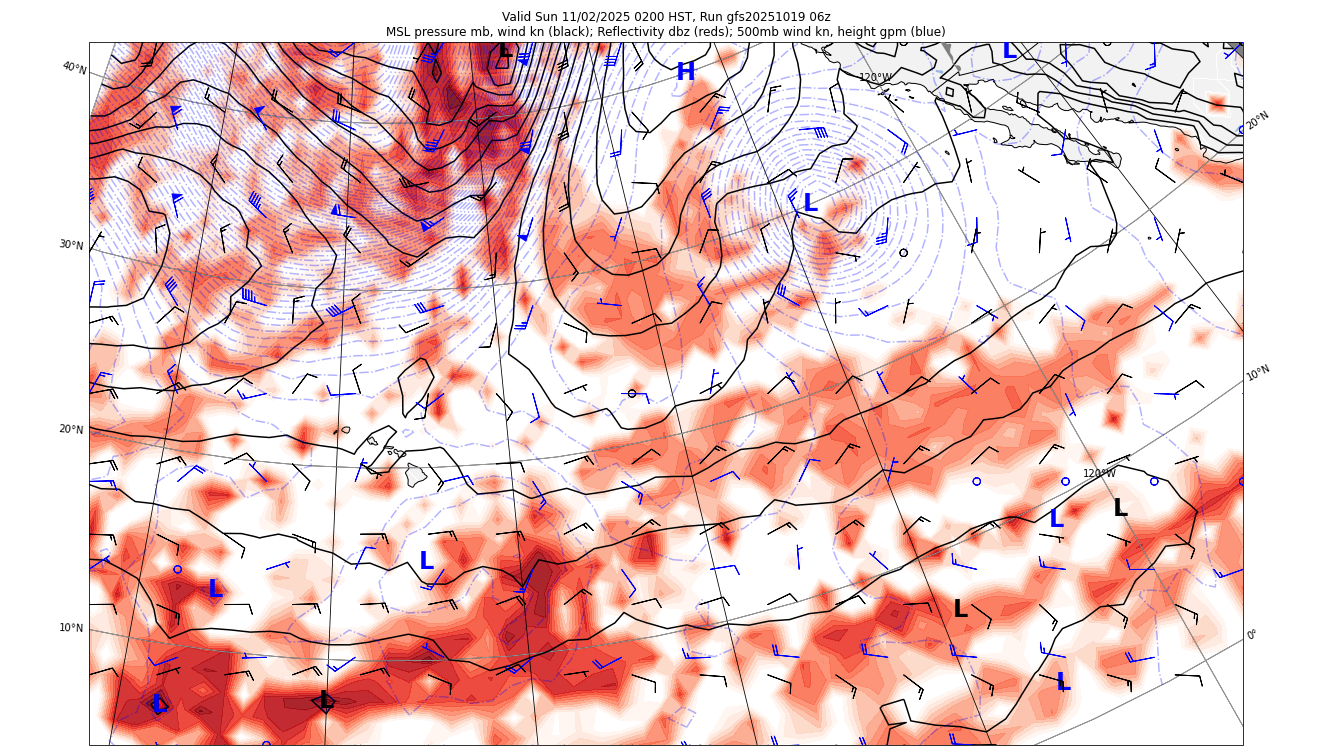 Valid Sun 11/02/2025 0200 HST, Run gfs20251019 06z
MSL pressure mb, wind kn (black); Reflectivity dbz (reds); 500mb wind kn, height gpm (blue)
L
L
40°N
H
120°W
20°N
L
30°N
10°N
20°N
120°W
L
L
L
L
L
10°N
0°
L
L
L